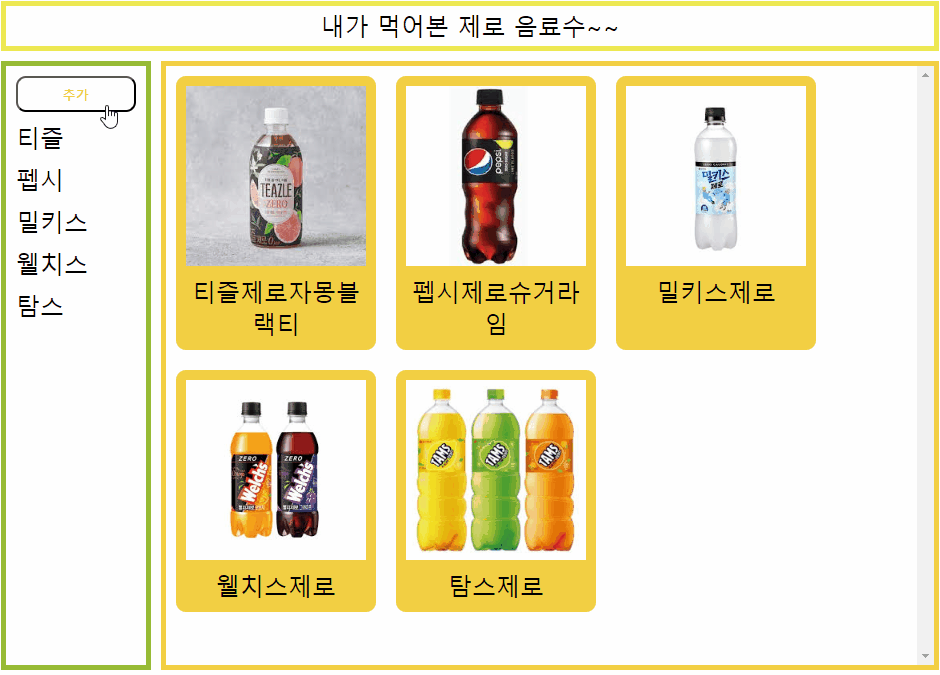 내가 먹어본 제로 음료수~~
추가
티즐
펩시
밀키스
웰치스
탐스
TEAZLE
ZERO
티즐제로자몽블
랙티
pepsi
펩시제로슈거라
임
밀키스
제로
밀키스제로
ZERO
Welch's
ZERO
Welch's
웰치스제로
TAMS
TAMS
TAMS
탐스제로